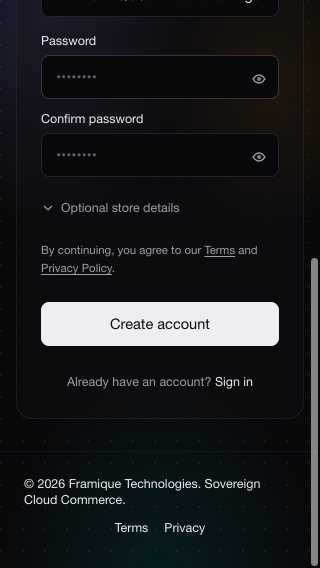 Password
••••••••
Confirm password
••••••••
Optional store details
By continuing, you agree to our Terms and
Privacy Policy.
Create account
Already have an account? Sign in
© 2026 Framique Technologies. Sovereign
Cloud Commerce.
Terms Privacy